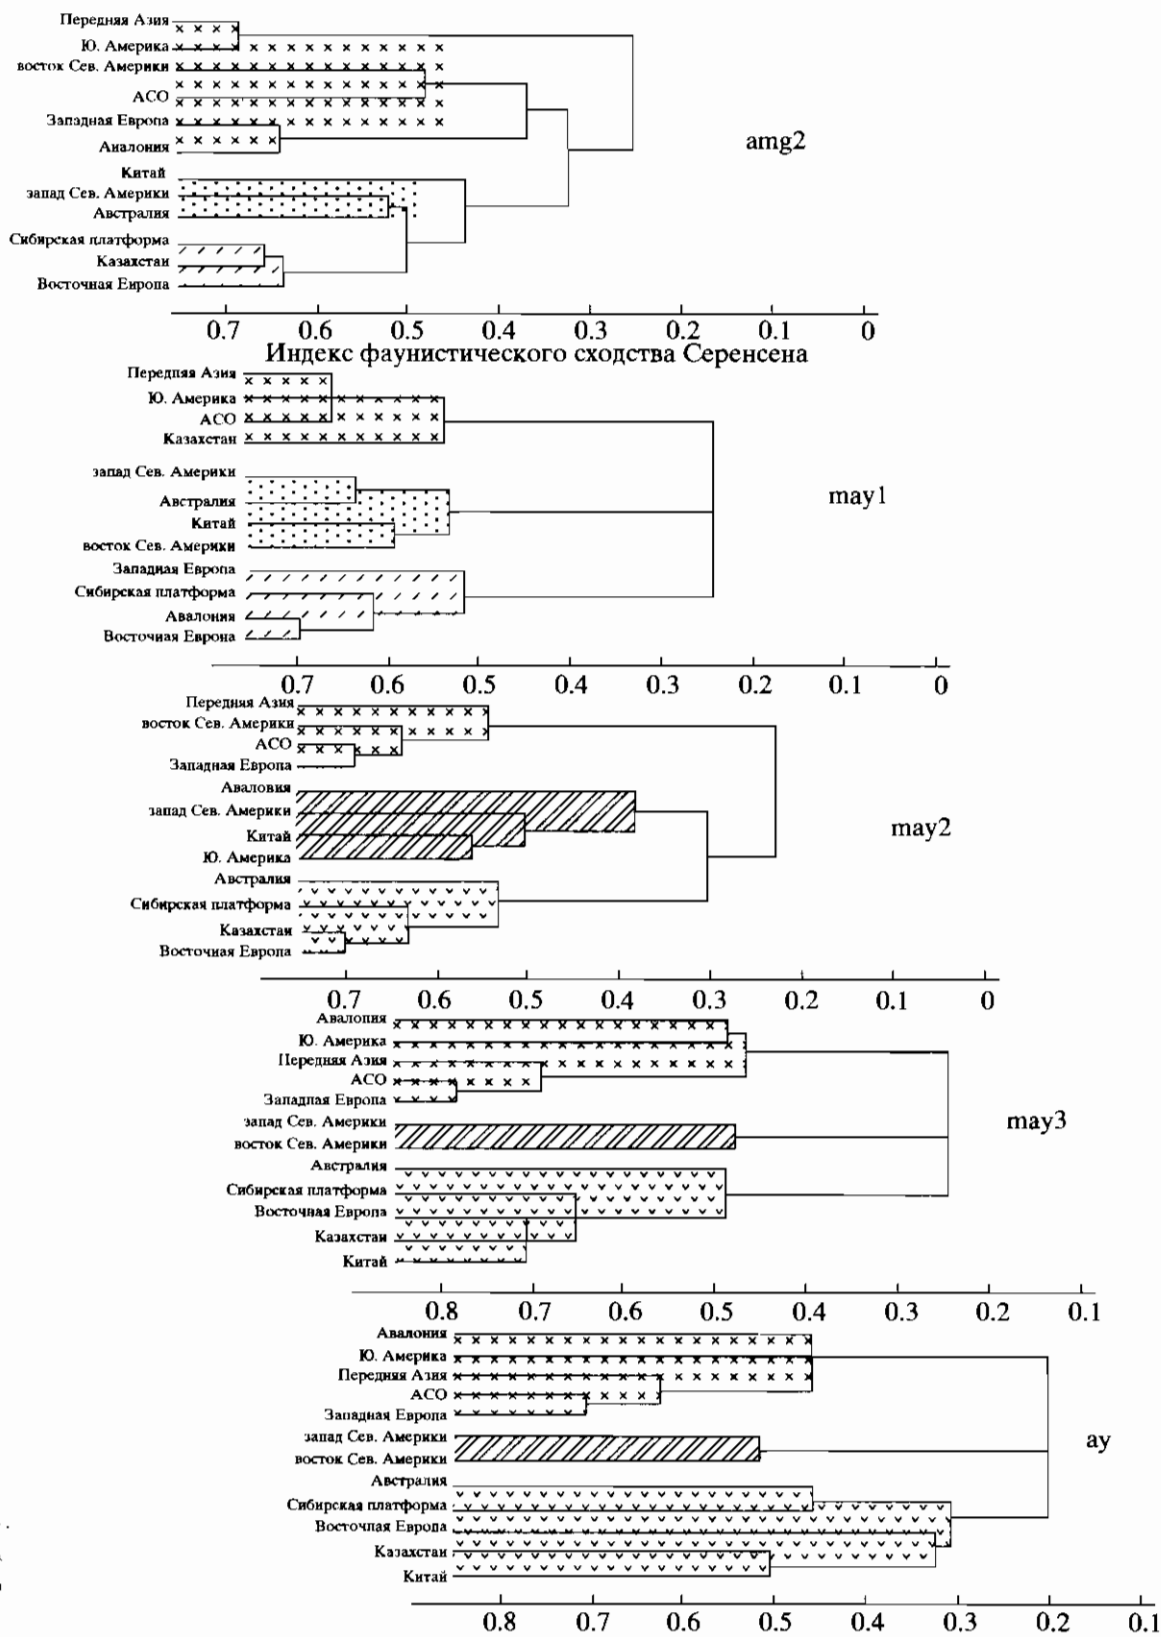 Передняя Азия
Ю. Америка
восток Сев. Америки
АСО
Западная Европа
Авалония
amg2
Китай
запад Сев. Америки
Австралия
Сибирская платформа
Казахстан
Восточная Европа
0.7 0.6 0.5 0.4 0.3 0.2 0.1 0
Индекс фаунистического сходства Серенсена
Передняя Азия
Ю. Америка
АСО
Казахстан
запад Сев. Америки
may1
Австралия
Китай
восток Сев. Америки
Западная Европа
Сибирская платформа
Авалония
Восточная Европа
0.7 0.6 0.5 0.4 0.3 0.2 0.1 0
Передняя Азия
восток Сев. Америки
АСО
Западная Европа
Авалония
запад Сев. Америки
may2
Китай
Ю. Америка
Австралия
Сибирская платформа
Казахстан
Восточная Европа
0.7 0.6 0.5 0.4 0.3 0.2 0.1 0
Авалония
Ю. Америка
Передняя Азия
АСО
Западная Европа
запад Сев. Америки
may3
восток Сев. Америки
Австралия
Сибирская платформа
Восточная Европа
Казахстан
Китай
0.8 0.7 0.6 0.5 0.4 0.3 0.2 0.1
Авалония
Ю. Америка
Передняя Азия
АСО
Западная Европа
запад Сев. Америки
ay
восток Сев. Америки
Австралия
Сибирская платформа
Восточная Европа
Казахстан
Китай
0.8 0.7 0.6 0.5 0.4 0.3 0.2 0.1